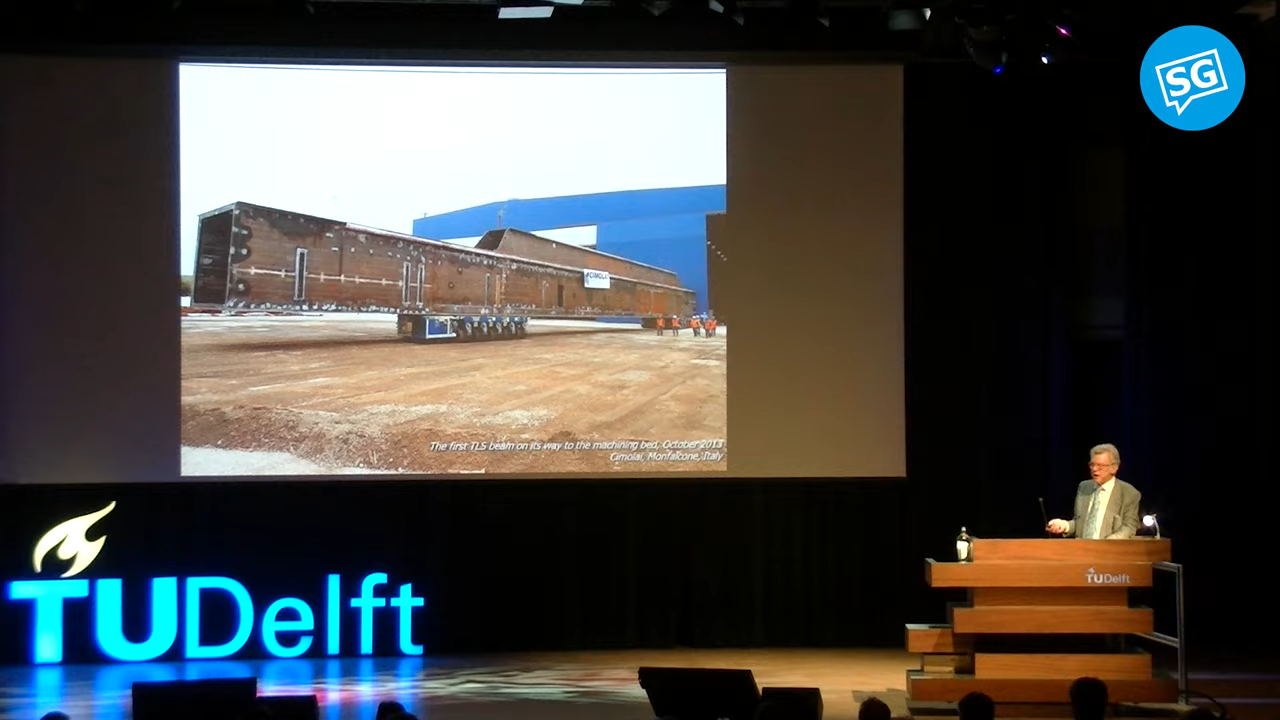 SG
CIMOLAI
The first TLS beam on its way to the machining bed, October 2013
Cimolai, Monfalcone, Italy
TUDelft
TUDelft